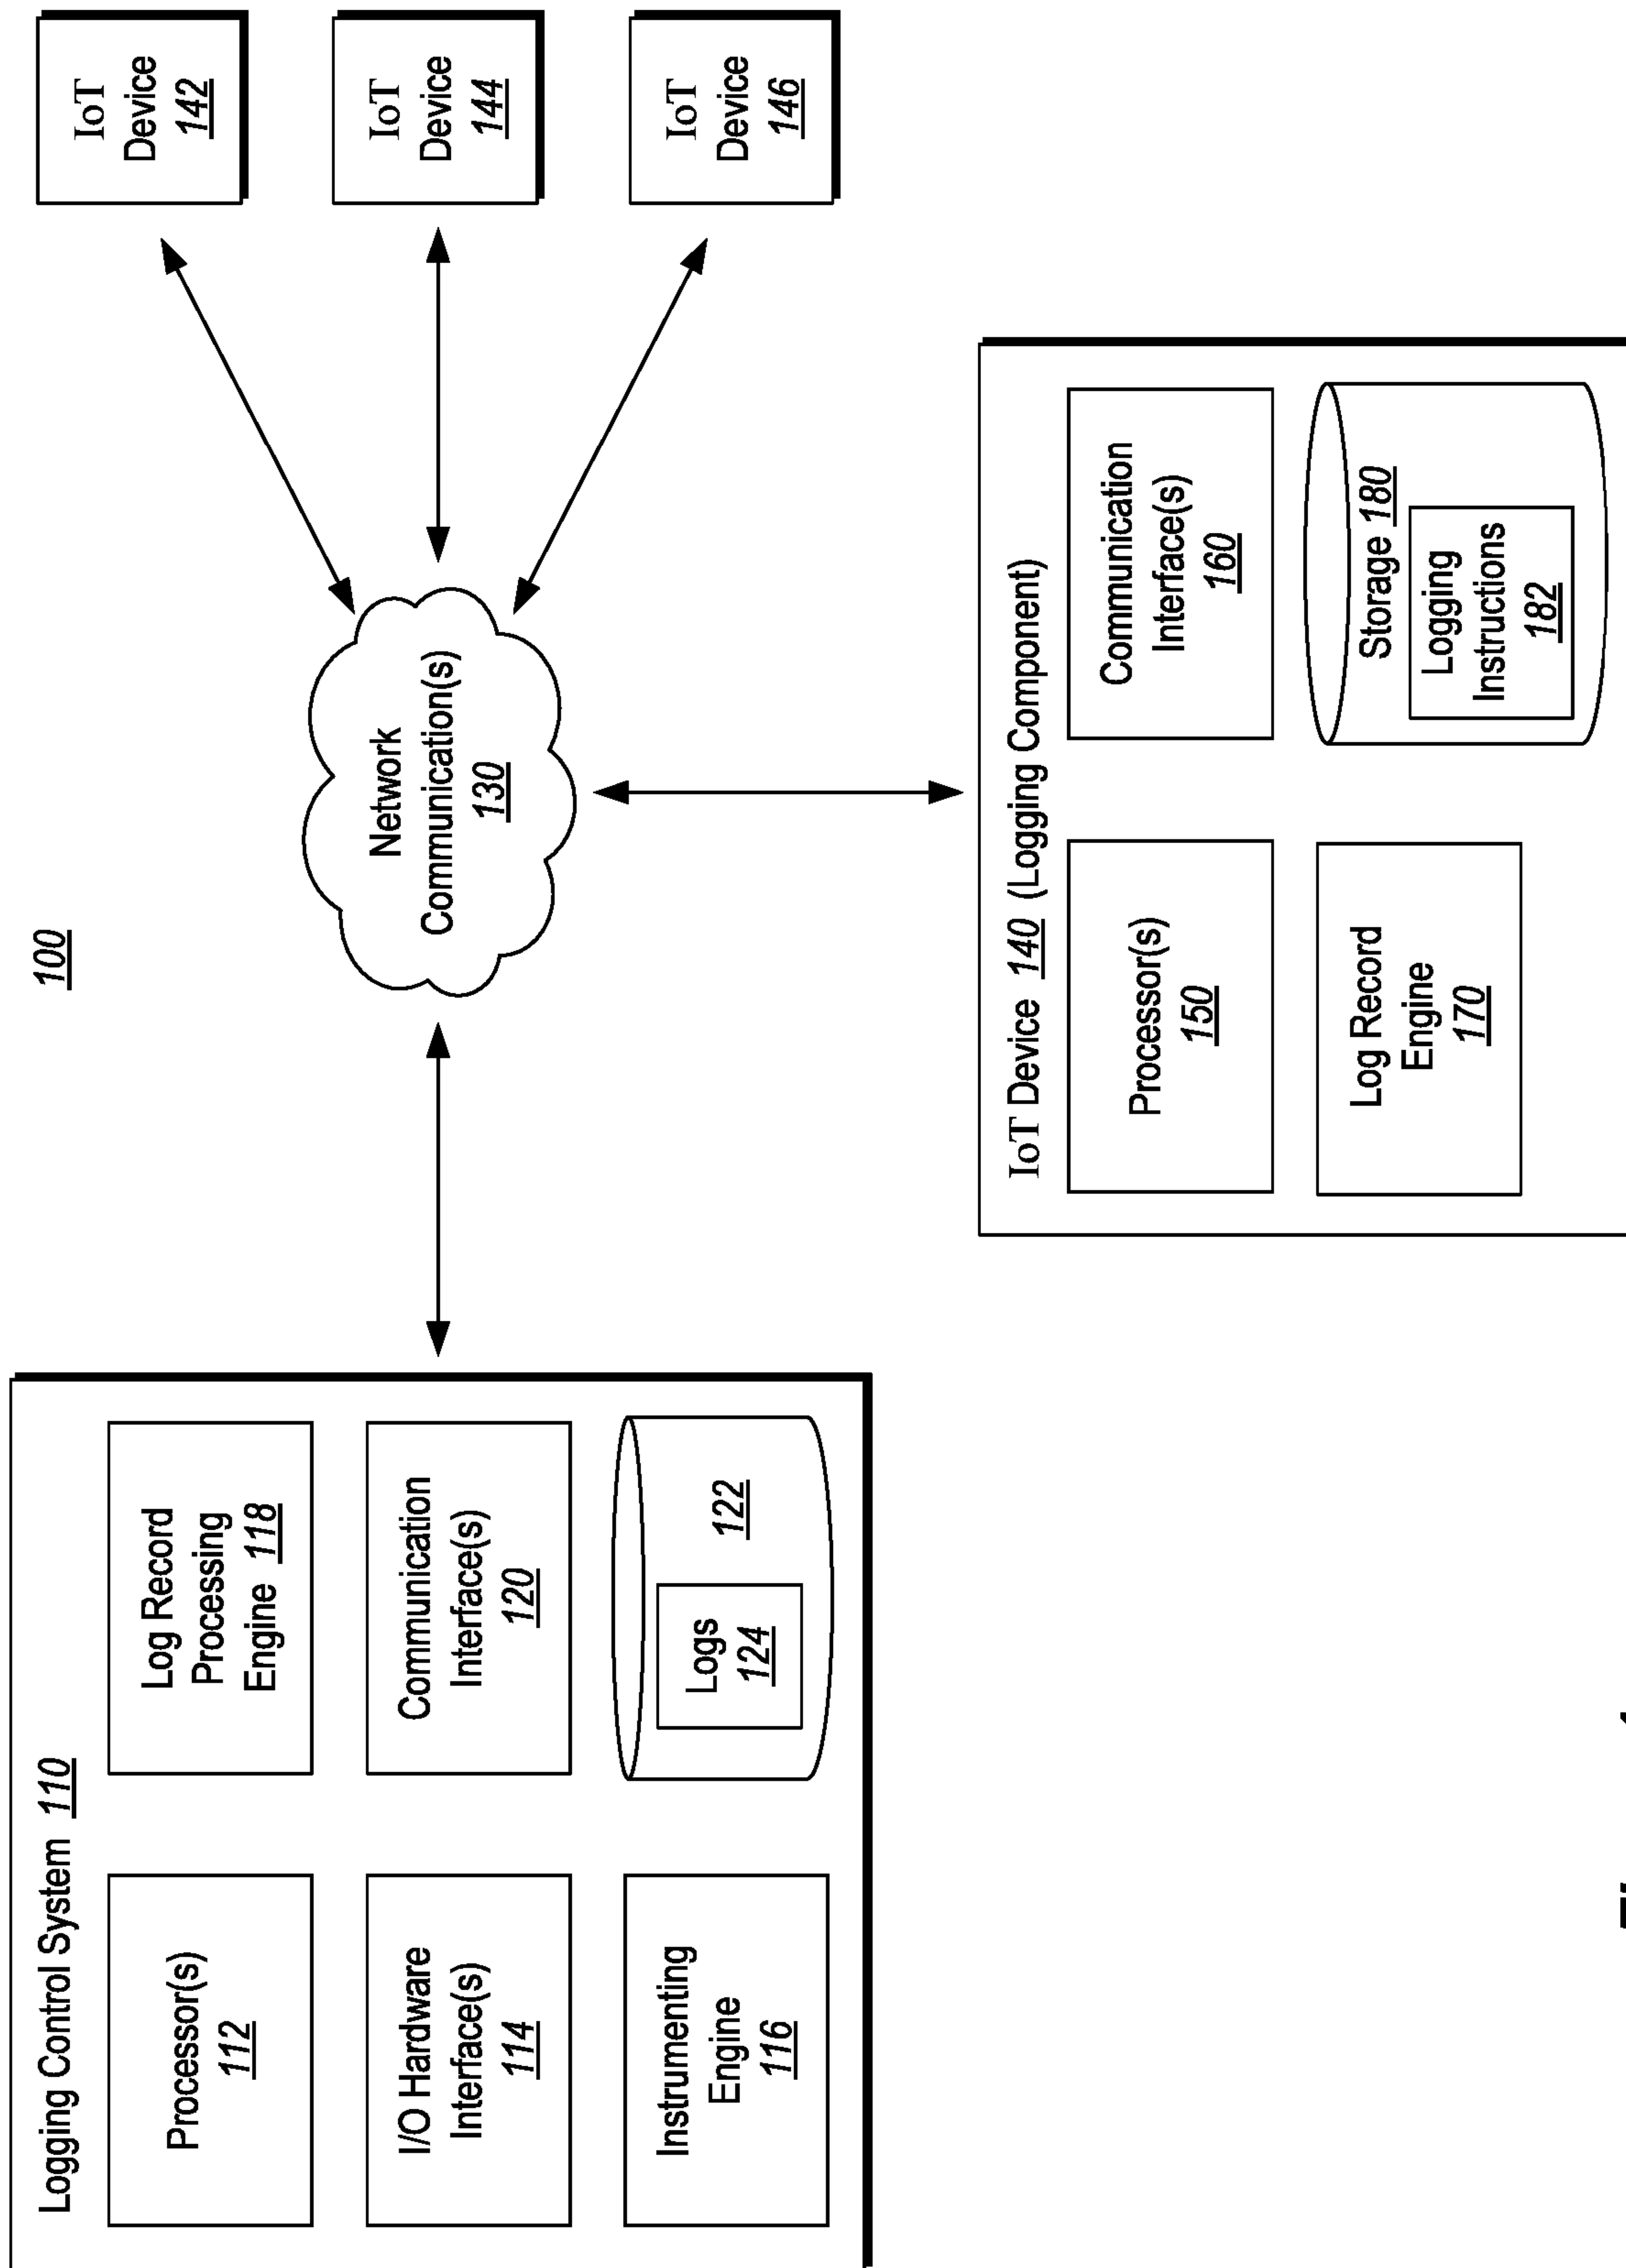 100
Logging Control System 110
Processor(s)
112
Log Record
Processing
Engine 118
I/O Hardware
Interface(s)
114
Communication
Interface(s)
120
Instrumenting
Engine
116
122
Logs
124
Network
Communication(s)
130
IoT
Device
142
IoT
Device
144
IoT
Device
146
IoT Device 140 (Logging Component)
Processor(s)
150
Communication
Interface(s)
160
Log Record
Engine
170
Storage 180
Logging
Instructions
182